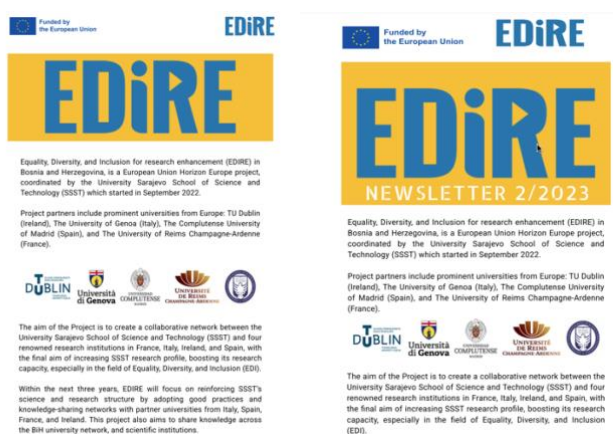 Funded by
the European Union
EDiRE
EDiRE
Equality, Diversity, and Inclusion for research enhancement (EDIRE) in
Bosnia and Herzegovina, is a European Union Horizon Europe project,
coordinated by the University Sarajevo School of Science and
Technology (SSST) which started in September 2022.
Project partners include prominent universities from Europe: TU Dublin
(Ireland), The University of Genoa (Italy), The Complutense University
of Madrid (Spain), and The University of Reims Champagne-Ardenne
(France).
DUBLIN
Università
di Genova
COMPLUTENSE
UNIVERSITÉ
DE REIMS
CHAMPAGNE-ARDENNE
The aim of the Project is to create a collaborative network between the
University Sarajevo School of Science and Technology (SSST) and four
renowned research institutions in France, Italy, Ireland, and Spain, with
the final aim of increasing SSST research profile, boosting its research
capacity, especially in the field of Equality, Diversity, and Inclusion (EDI).
Within the next three years, EDIRE will focus on reinforcing SSST's
science and research structure by adopting good practices and
knowledge-sharing networks with partner universities from Italy, Spain,
France, and Ireland. This project also aims to share knowledge across
the BiH university network, and scientific institutions.
Funded by
the European Union
EDiRE
EDiRE
NEWSLETTER 2/2023
Equality, Diversity, and Inclusion for research enhancement (EDIRE) in
Bosnia and Herzegovina, is a European Union Horizon Europe project,
coordinated by the University Sarajevo School of Science and
Technology (SSST) which started in September 2022.
Project partners include prominent universities from Europe: TU Dublin
(Ireland), The University of Genoa (Italy), The Complutense University
of Madrid (Spain), and The University of Reims Champagne-Ardenne
(France).
DUBLIN
Università
di Genova
COMPLUTENSE
UNIVERSITÉ
DE REIMS
CHAMPAGNE-ARDENNE
The aim of the Project is to create a collaborative network between the
University Sarajevo School of Science and Technology (SSST) and four
renowned research institutions in France, Italy, Ireland, and Spain, with
the final aim of increasing SSST research profile, boosting its research
capacity, especially in the field of Equality, Diversity, and Inclusion
(EDI).